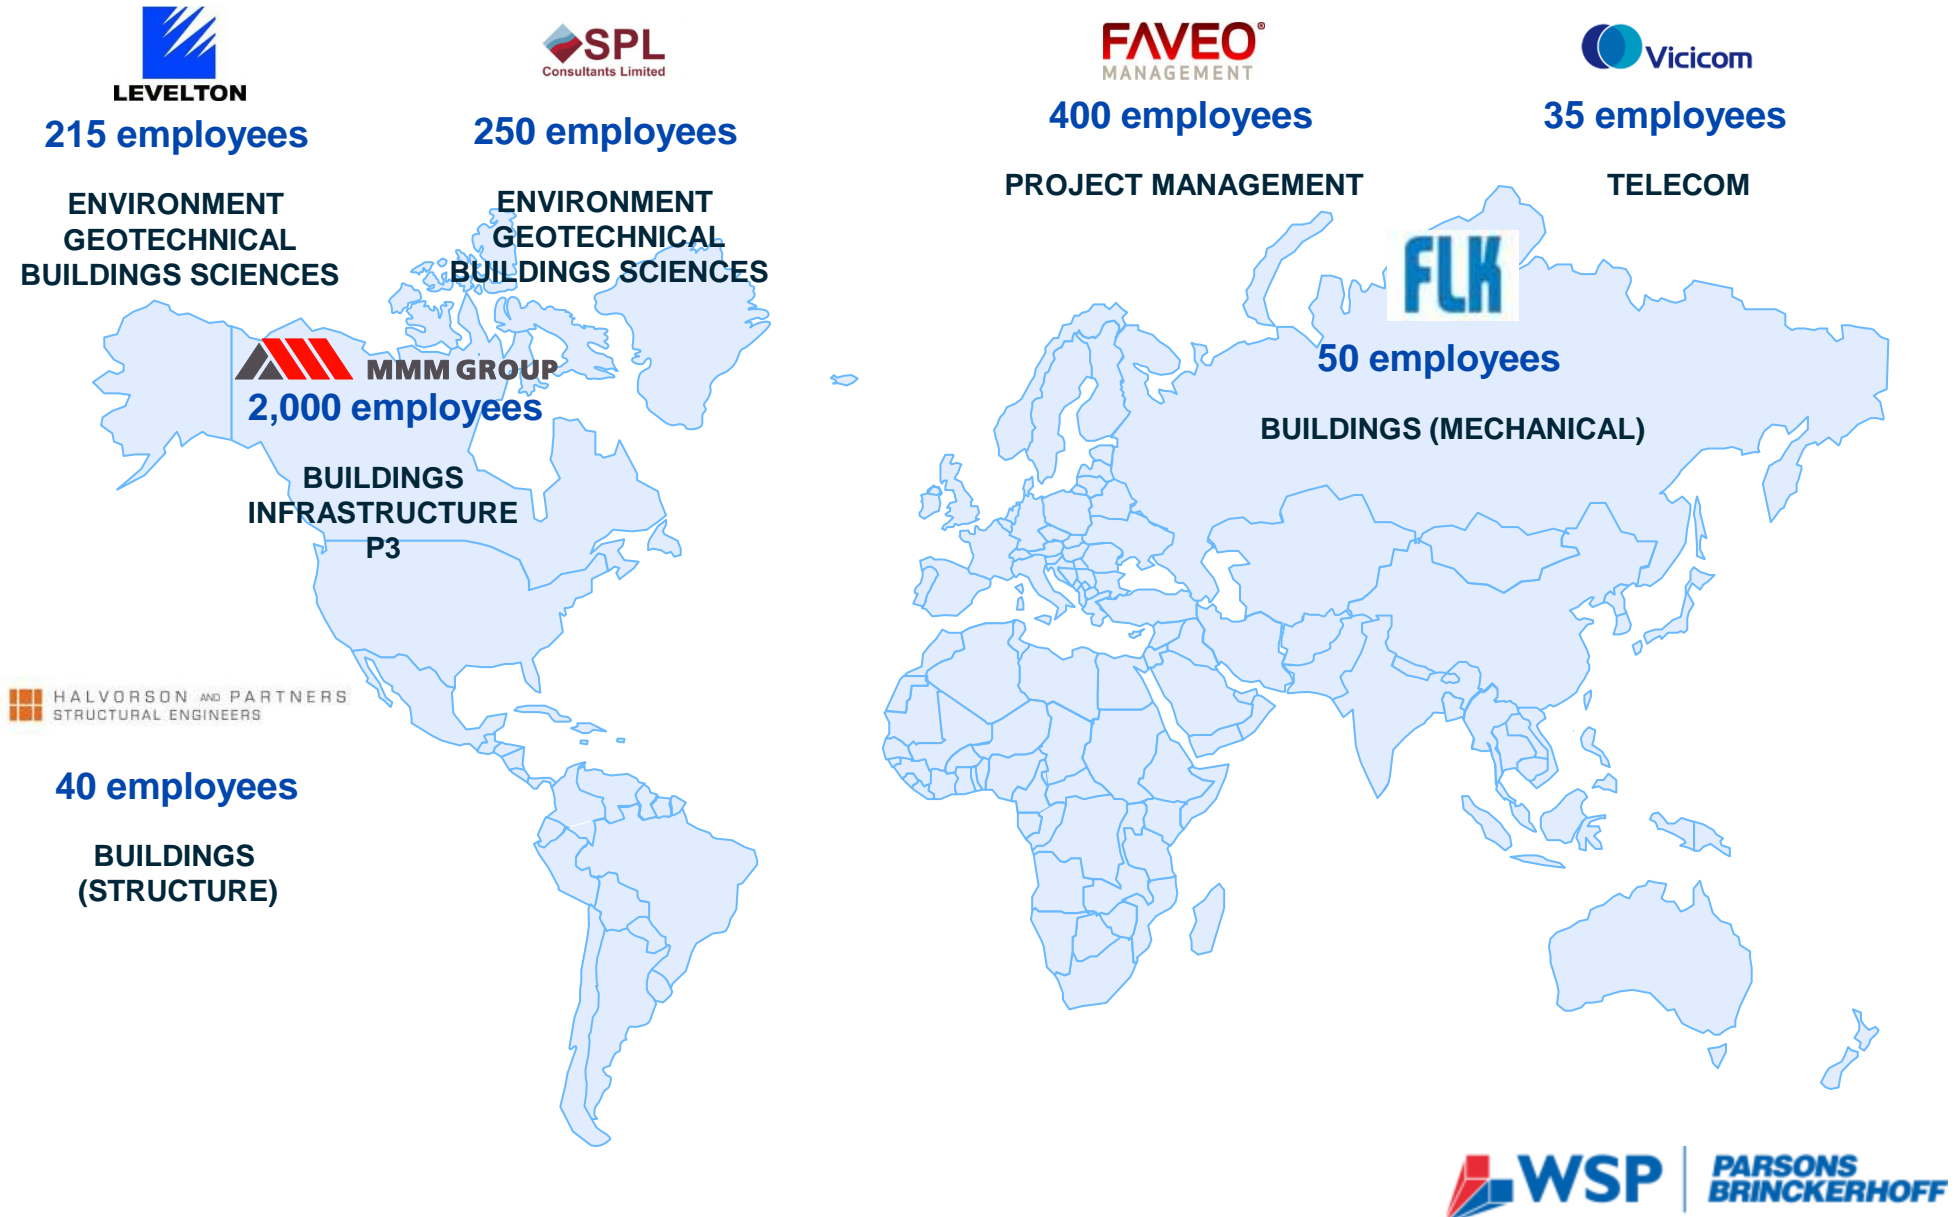 LEVELTON
215 employees
ENVIRONMENT
GEOTECHNICAL
BUILDINGS SCIENCES
SPL
Consultants Limited
250 employees
ENVIRONMENT
GEOTECHNICAL
BUILDINGS SCIENCES
FAVEO®
MANAGEMENT
400 employees
PROJECT MANAGEMENT
Vicicom
35 employees
TELECOM
MMM GROUP
2,000 employees
BUILDINGS
INFRASTRUCTURE
P3
FLK
50 employees
BUILDINGS (MECHANICAL)
HALVORSON AND PARTNERS
STRUCTURAL ENGINEERS
40 employees
BUILDINGS
(STRUCTURE)
WSP
PARSONS
BRINCKERHOFF